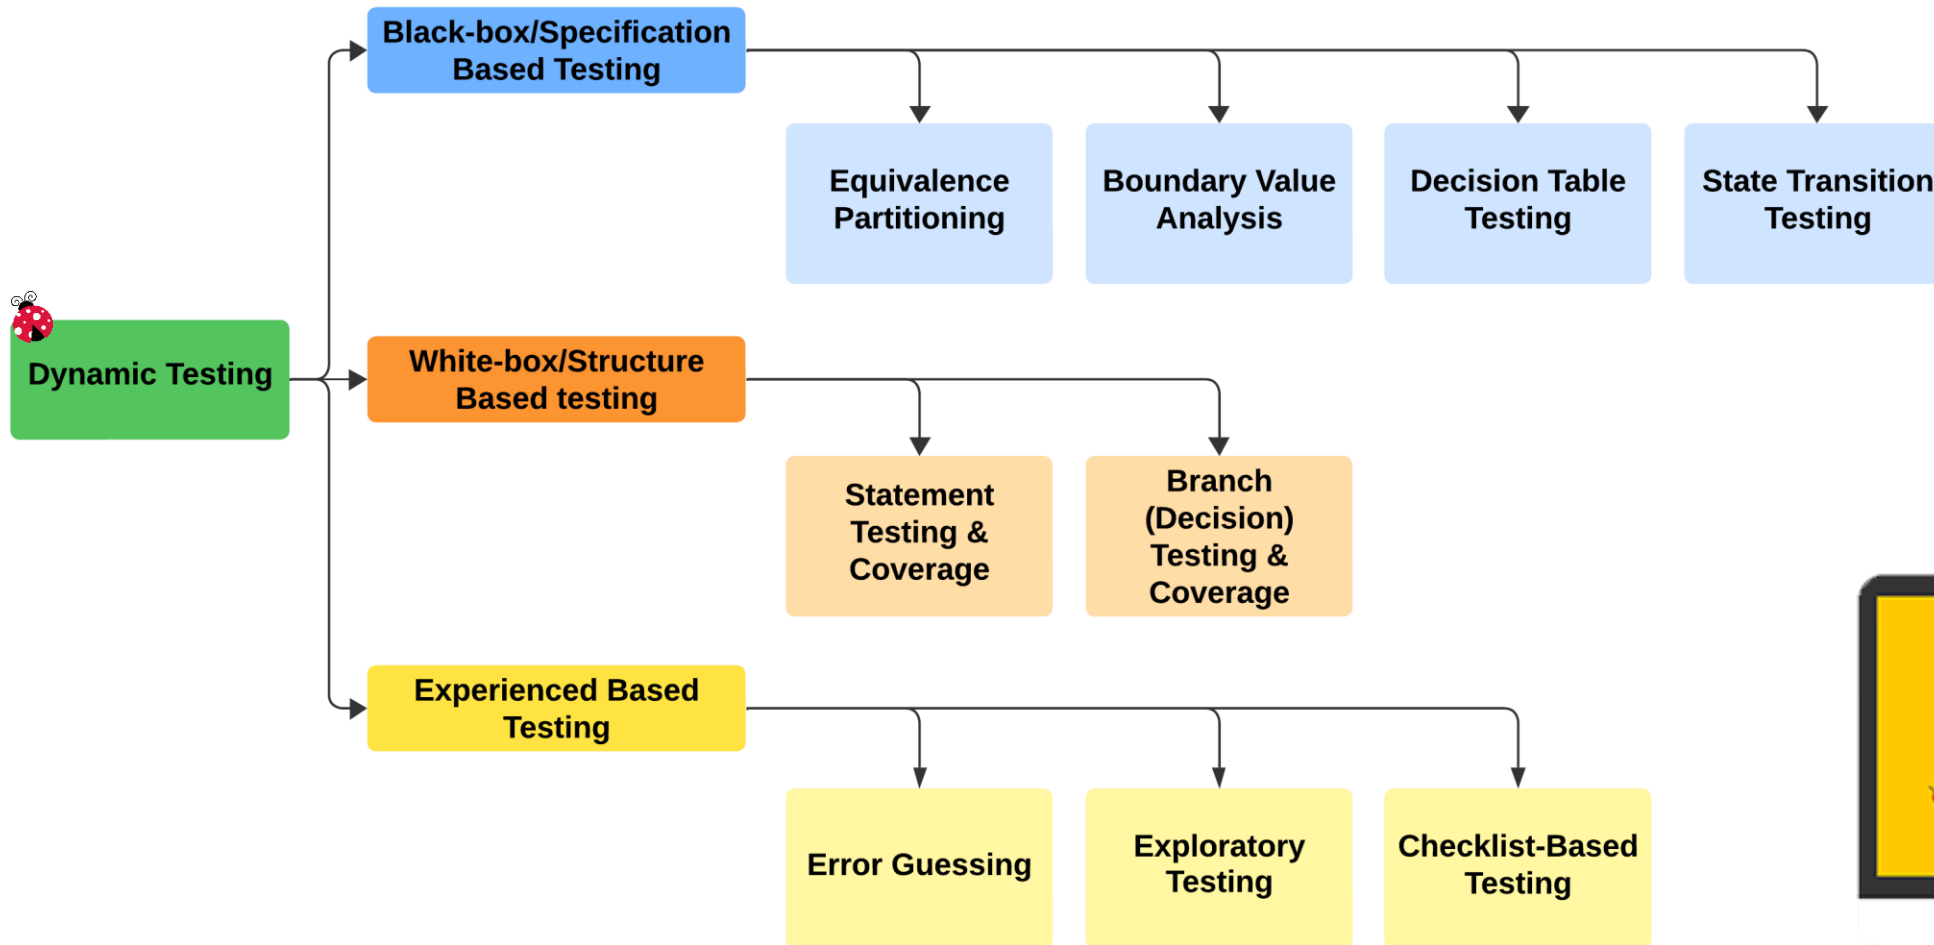 Black-box/Specification
Based Testing
Equivalence
Partitioning
Boundary Value
Analysis
Decision Table
Testing
State Transition
Testing
Dynamic Testing
White-box/Structure
Based testing
Statement
Testing &
Coverage
Branch
(Decision)
Testing &
Coverage
Experienced Based
Testing
Error Guessing
Exploratory
Testing
Checklist-Based
Testing